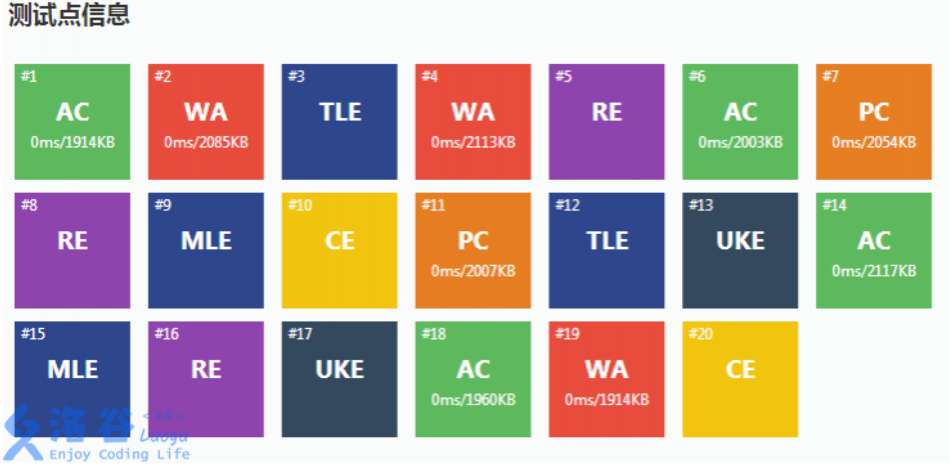 测试点信息
#1 #2 #3 #4 #5 #6 #7
AC WA TLE WA RE AC PC
0ms/1914KB 0ms/2085KB 0ms/2113KB 0ms/2003KB 0ms/2054KB
#8 #9 #10 #11 #12 #13 #14
RE MLE CE PC TLE UKE AC
0ms/2007KB 0ms/2117KB
#15 #16 #17 #18 #19 #20
MLE RE UKE AC WA CE
0ms/1960KB 0ms/1914KB
洛谷
Luogu
Enjoy Coding Life